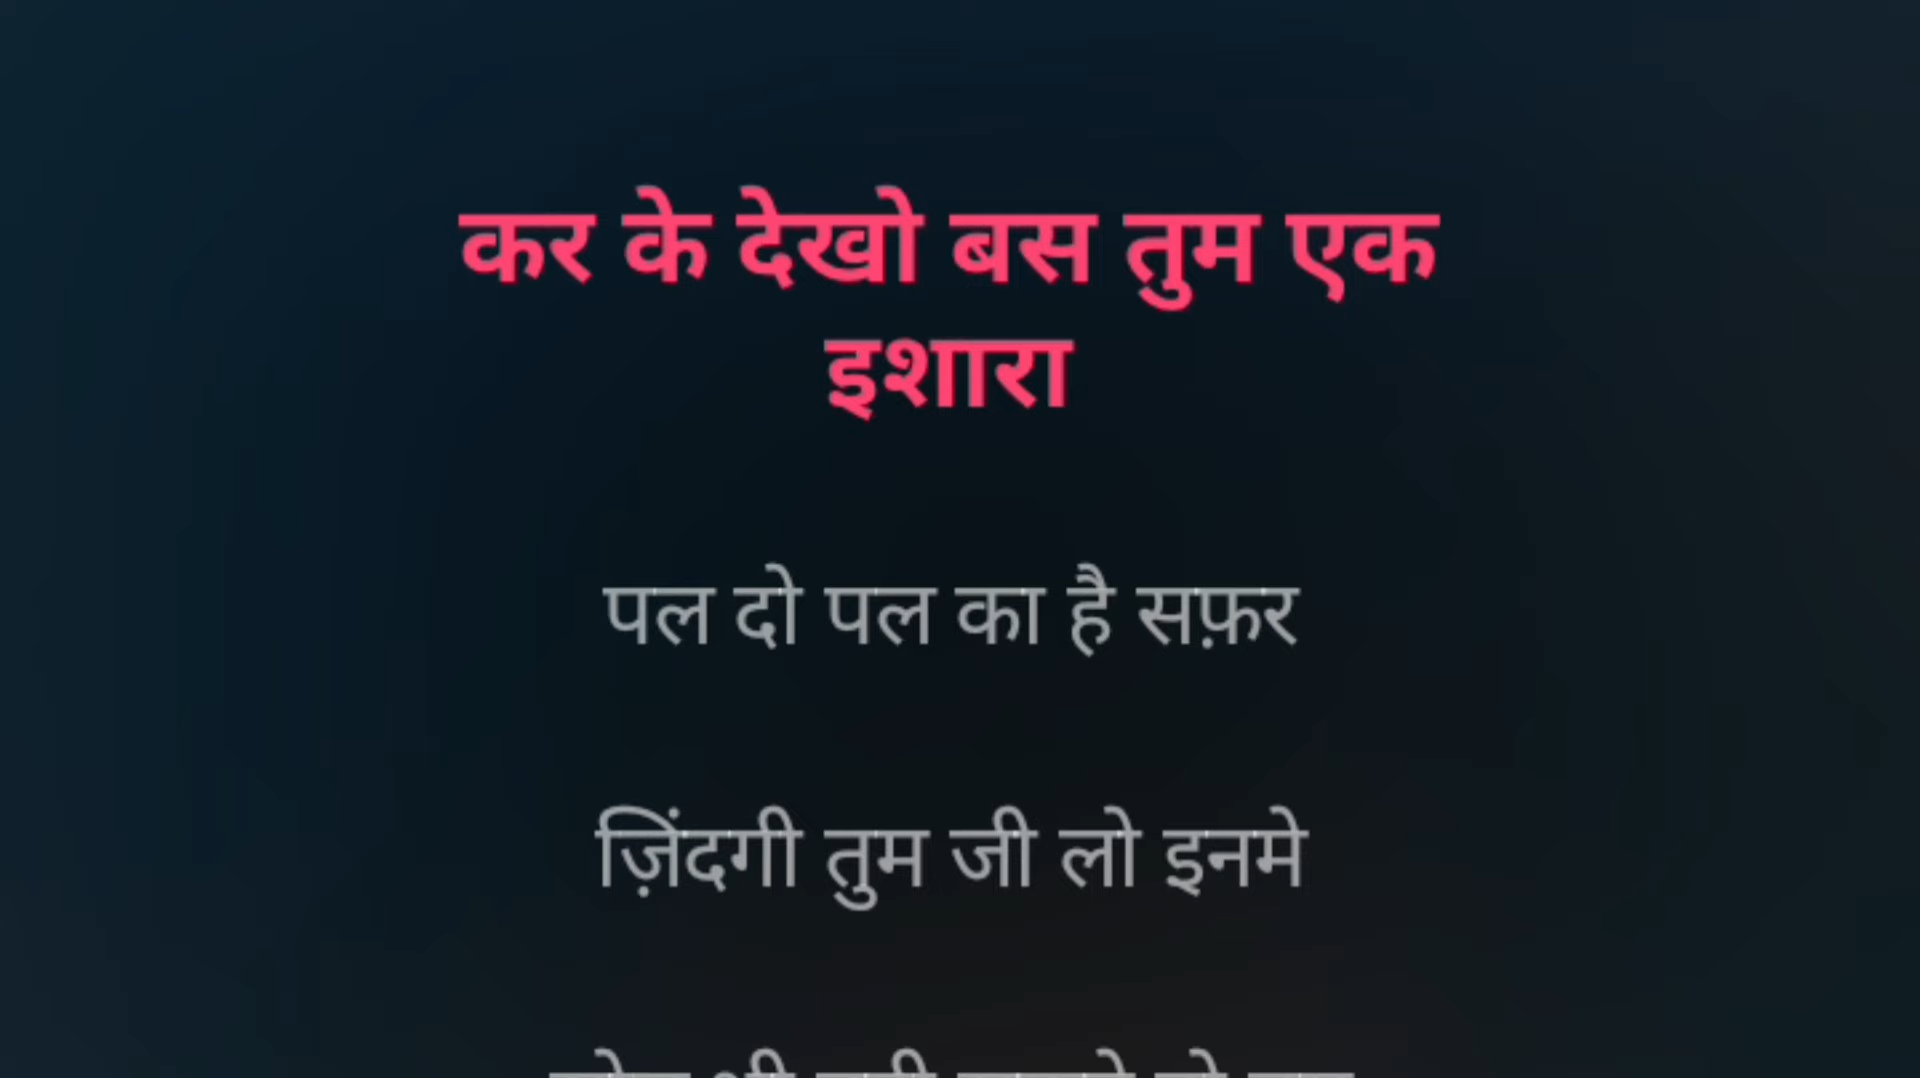 कर के देखो बस तुम एक
इशारा
पल दो पल का है सफ़र
ज़िंदगी तुम जी लो इनमे